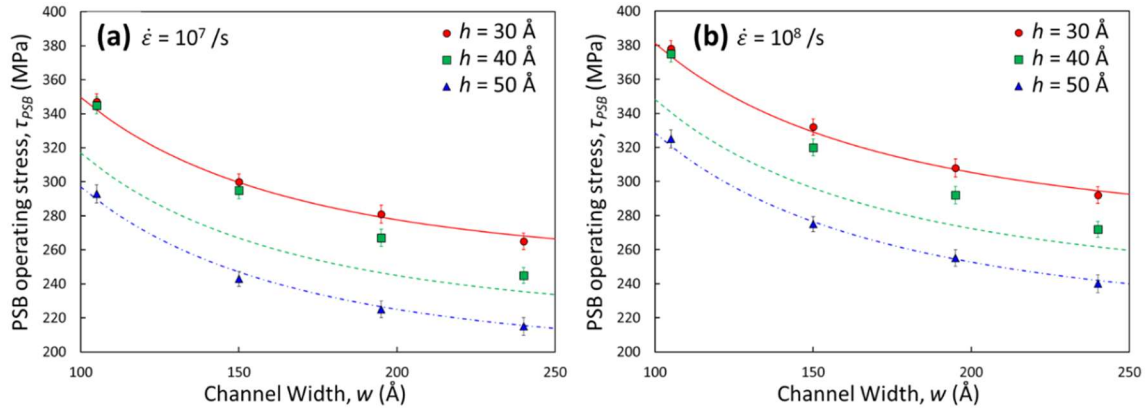 (a) ε̇ = 10⁷ /s
h = 30 Å
h = 40 Å
h = 50 Å
PSB operating stress, τPSB (MPa)
400
380
360
340
320
300
280
260
240
220
200
100 150 200 250
Channel Width, w (Å)
(b) ε̇ = 10⁸ /s
h = 30 Å
h = 40 Å
h = 50 Å
PSB operating stress, τPSB (MPa)
400
380
360
340
320
300
280
260
240
220
200
100 150 200 250
Channel Width, w (Å)